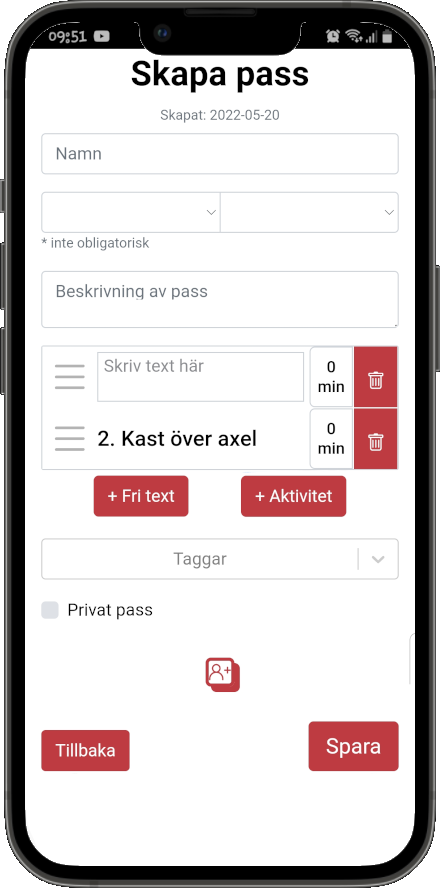 09:51
Skapa pass
Skapat: 2022-05-20
Namn
* inte obligatorisk
Beskrivning av pass
Skriv text här
0
min
2. Kast över axel
0
min
+ Fri text
+ Aktivitet
Taggar
Privat pass
Tillbaka
Spara